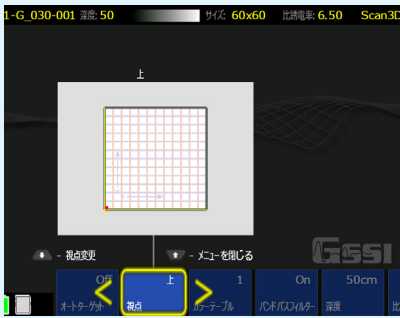 1-G_030-001 深度: 50 サイズ: 60x60 比誘電率: 6.50 Scan3D
上
- 視点変更 - メニューを閉じる
GSSI
Off 上 1 On 50cm
オートターゲット 視点 カラーテーブル バンドパスフィルター 深度 比